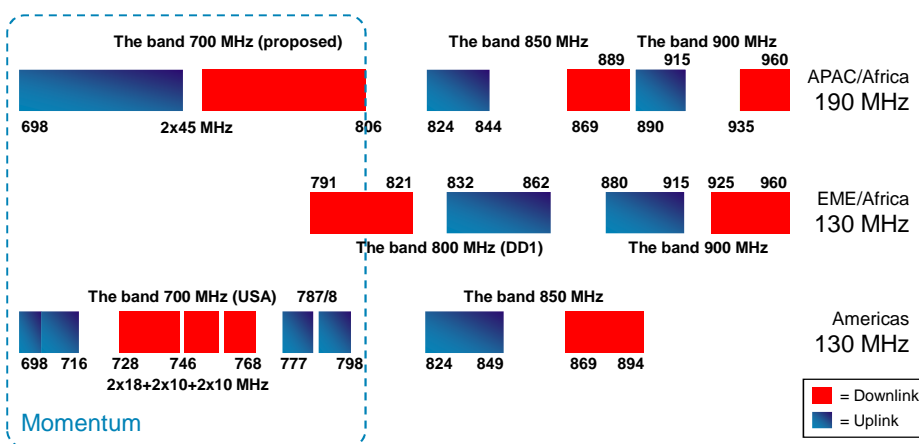 The band 700 MHz (proposed)
The band 850 MHz
The band 900 MHz
889
915
960
698
2x45 MHz
806
824
844
869
890
935
APAC/Africa
190 MHz
791
821
832
862
880
915
925
960
The band 800 MHz (DD1)
The band 900 MHz
EME/Africa
130 MHz
The band 700 MHz (USA)
787/8
The band 850 MHz
698
716
728
746
768
777
798
824
849
869
894
2x18+2x10+2x10 MHz
Americas
130 MHz
Momentum
= Downlink
= Uplink